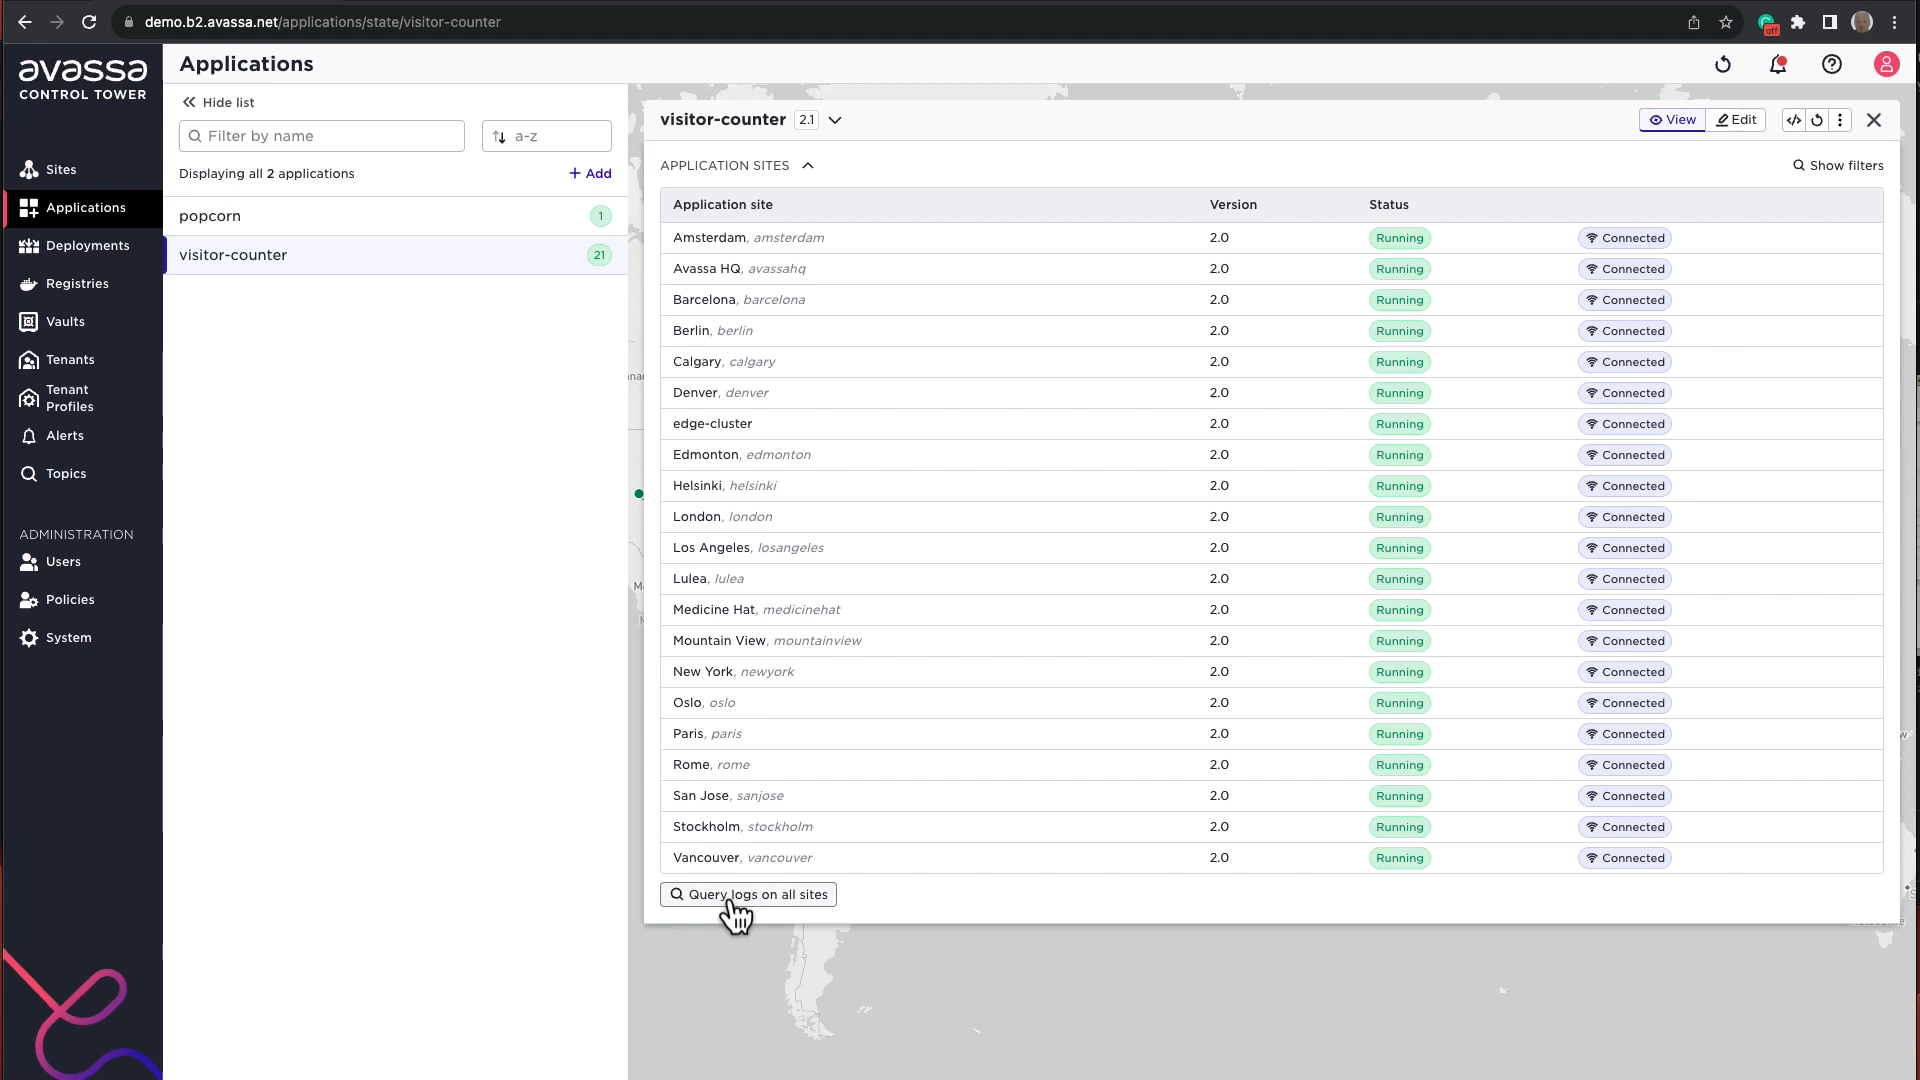 demo.b2.avassa.net/applications/state/visitor-counter
off
avassa
CONTROL TOWER
Sites
Applications
Deployments
Registries
Vaults
Tenants
Tenant
Profiles
Alerts
Topics
ADMINISTRATION
Users
Policies
System
Applications
Hide list
Filter by name
a-z
Displaying all 2 applications
+ Add
popcorn
1
visitor-counter
21
visitor-counter 2.1
View
Edit
APPLICATION SITES
Show filters
Application site Version Status
Amsterdam, amsterdam 2.0 Running Connected
Avassa HQ, avassahq 2.0 Running Connected
Barcelona, barcelona 2.0 Running Connected
Berlin, berlin 2.0 Running Connected
Calgary, calgary 2.0 Running Connected
Denver, denver 2.0 Running Connected
edge-cluster 2.0 Running Connected
Edmonton, edmonton 2.0 Running Connected
Helsinki, helsinki 2.0 Running Connected
London, london 2.0 Running Connected
Los Angeles, losangeles 2.0 Running Connected
Lulea, lulea 2.0 Running Connected
Medicine Hat, medicinehat 2.0 Running Connected
Mountain View, mountainview 2.0 Running Connected
New York, newyork 2.0 Running Connected
Oslo, oslo 2.0 Running Connected
Paris, paris 2.0 Running Connected
Rome, rome 2.0 Running Connected
San Jose, sanjose 2.0 Running Connected
Stockholm, stockholm 2.0 Running Connected
Vancouver, vancouver 2.0 Running Connected
Query logs on all sites